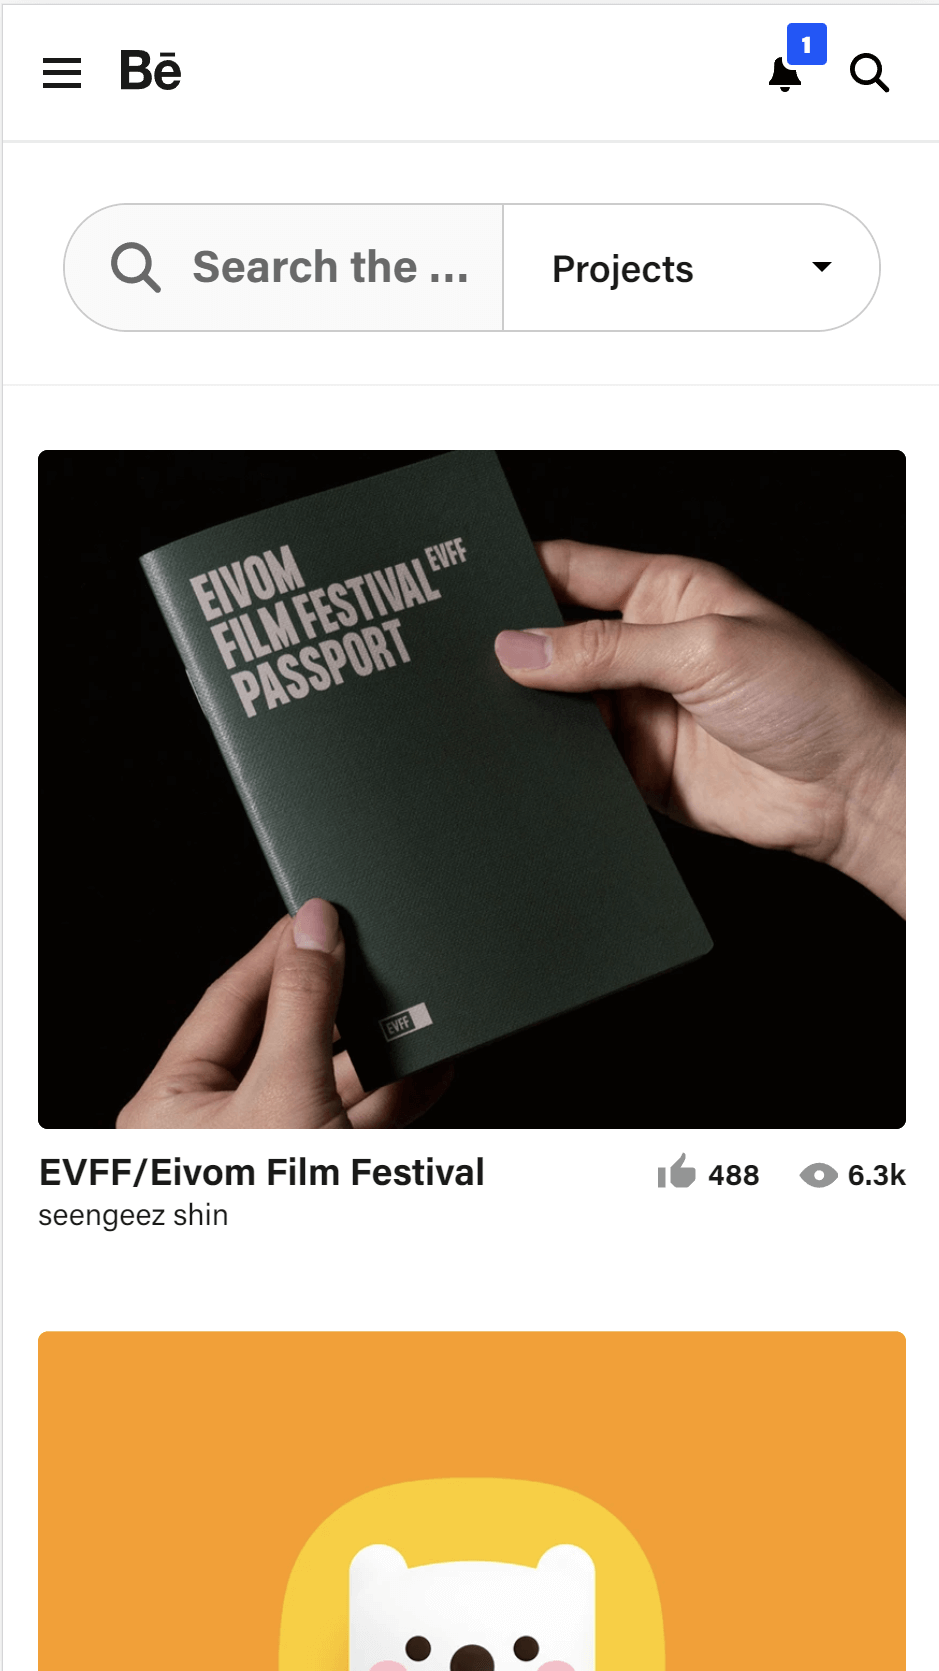 Bē
1
Search the ...
Projects
EIVOM
FILM FESTIVAL EVFF
PASSPORT
EVFF
EVFF/Eivom Film Festival
488
6.3k
seengeez shin